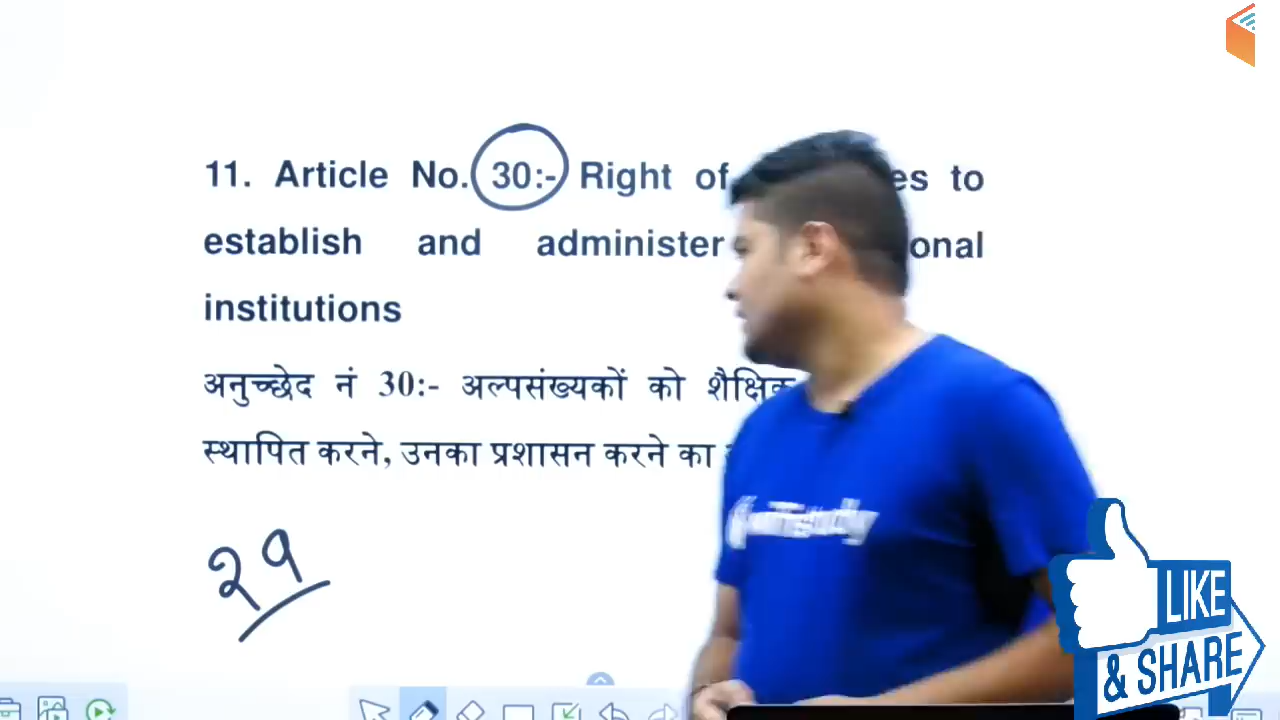 11. Article No. 30:- Right of es to
establish and administer onal
institutions
अनुच्छेद नं 30:- अल्पसंख्यकों को शैक्षिक
स्थापित करने, उनका प्रशासन करने का
२१
LIKE
& SHARE